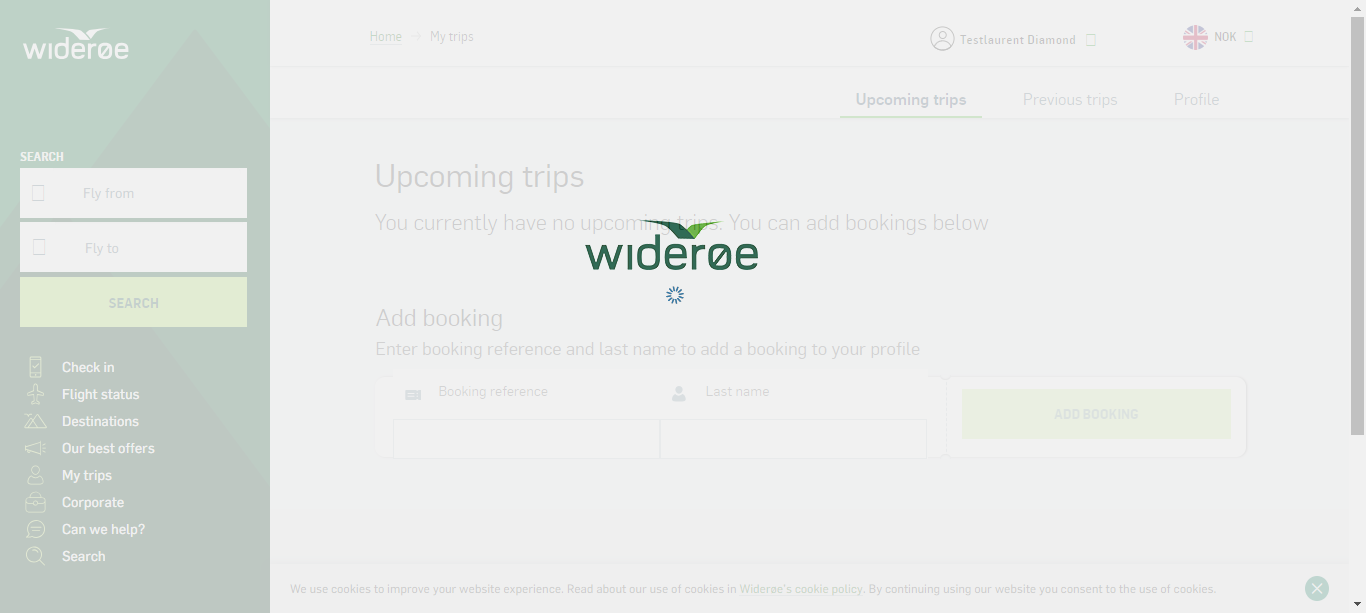 widerøe
Home
My trips
Testlaurent Diamond
NOK
Upcoming trips
Previous trips
Profile
SEARCH
Fly from
Fly to
SEARCH
Check in
Flight status
Destinations
Our best offers
My trips
Corporate
Can we help?
Search
Upcoming trips
You currently have no upcoming trips. You can add bookings below
widerøe
Add booking
Enter booking reference and last name to add a booking to your profile
Booking reference
Last name
ADD BOOKING
We use cookies to improve your website experience. Read about our use of cookies in Widerøe's cookie policy. By continuing using our website you consent to the use of cookies.